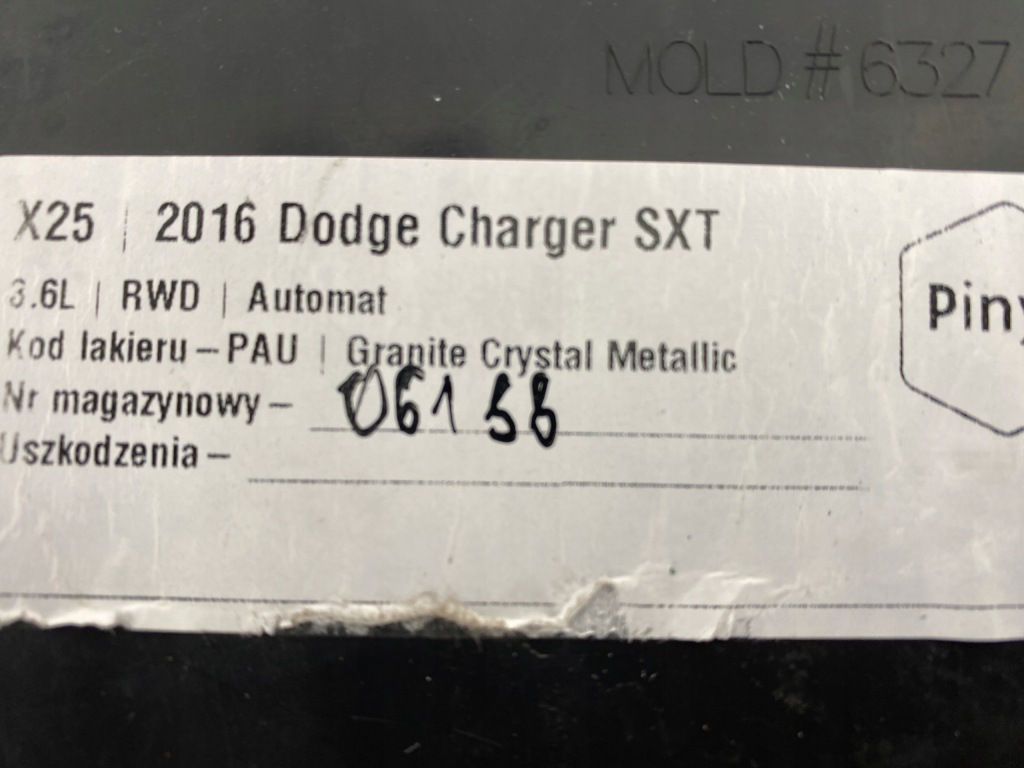 MOLD # 6327
X25 | 2016 Dodge Charger SXT
3.6L | RWD | Automat
Kod lakieru – PAU | Granite Crystal Metallic
Nr magazynowy – 06158
Uszkodzenia –
Piny